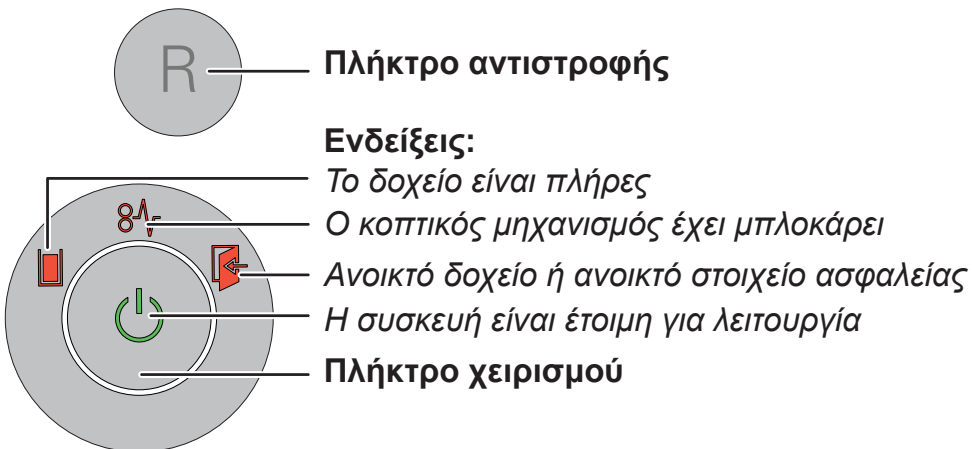 R
Πλήκτρο αντιστροφής
Ενδείξεις:
Το δοχείο είναι πλήρες
Ο κοπτικός μηχανισμός έχει μπλοκάρει
Ανοικτό δοχείο ή ανοικτό στοιχείο ασφαλείας
Η συσκευή είναι έτοιμη για λειτουργία
Πλήκτρο χειρισμού